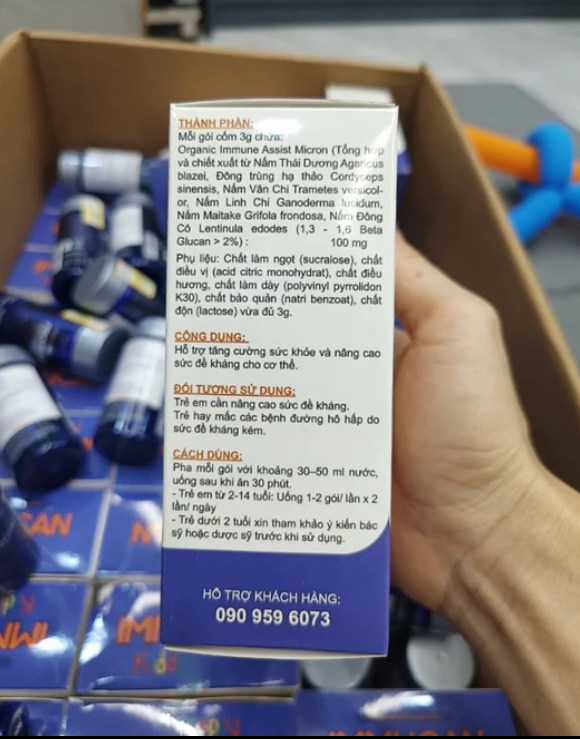 THÀNH PHẦN:
Mỗi gói cốm 3g chứa:
Organic Immune Assist Micron (Tổng hợp
và chiết xuất từ Nấm Thái Dương Agaricus
blazei, Đông trùng hạ thảo Cordyceps
sinensis, Nấm Vân Chi Trametes versicol-
or, Nấm Linh Chi Ganoderma lucidum,
Nấm Maitake Grifola frondosa, Nấm Đông
Cô Lentinula edodes (1,3 - 1,6 Beta
Glucan > 2%) : 100 mg
Phụ liệu: Chất làm ngọt (sucralose), chất
điều vị (acid citric monohydrat), chất điều
hương, chất làm dày (polyvinyl pyrrolidon
K30), chất bảo quản (natri benzoat), chất
độn (lactose) vừa đủ 3g.
CÔNG DỤNG:
Hỗ trợ tăng cường sức khỏe và nâng cao
sức đề kháng cho cơ thể.
ĐỐI TƯỢNG SỬ DỤNG:
Trẻ em cần nâng cao sức đề kháng.
Trẻ hay mắc các bệnh đường hô hấp do
sức đề kháng kém.
CÁCH DÙNG:
Pha mỗi gói với khoảng 30–50 ml nước,
uống sau khi ăn 30 phút.
- Trẻ em từ 2-14 tuổi: Uống 1-2 gói/ lần x 2
lần/ ngày
- Trẻ dưới 2 tuổi xin tham khảo ý kiến bác
sỹ hoặc dược sỹ trước khi sử dụng.
HỖ TRỢ KHÁCH HÀNG:
090 959 6073